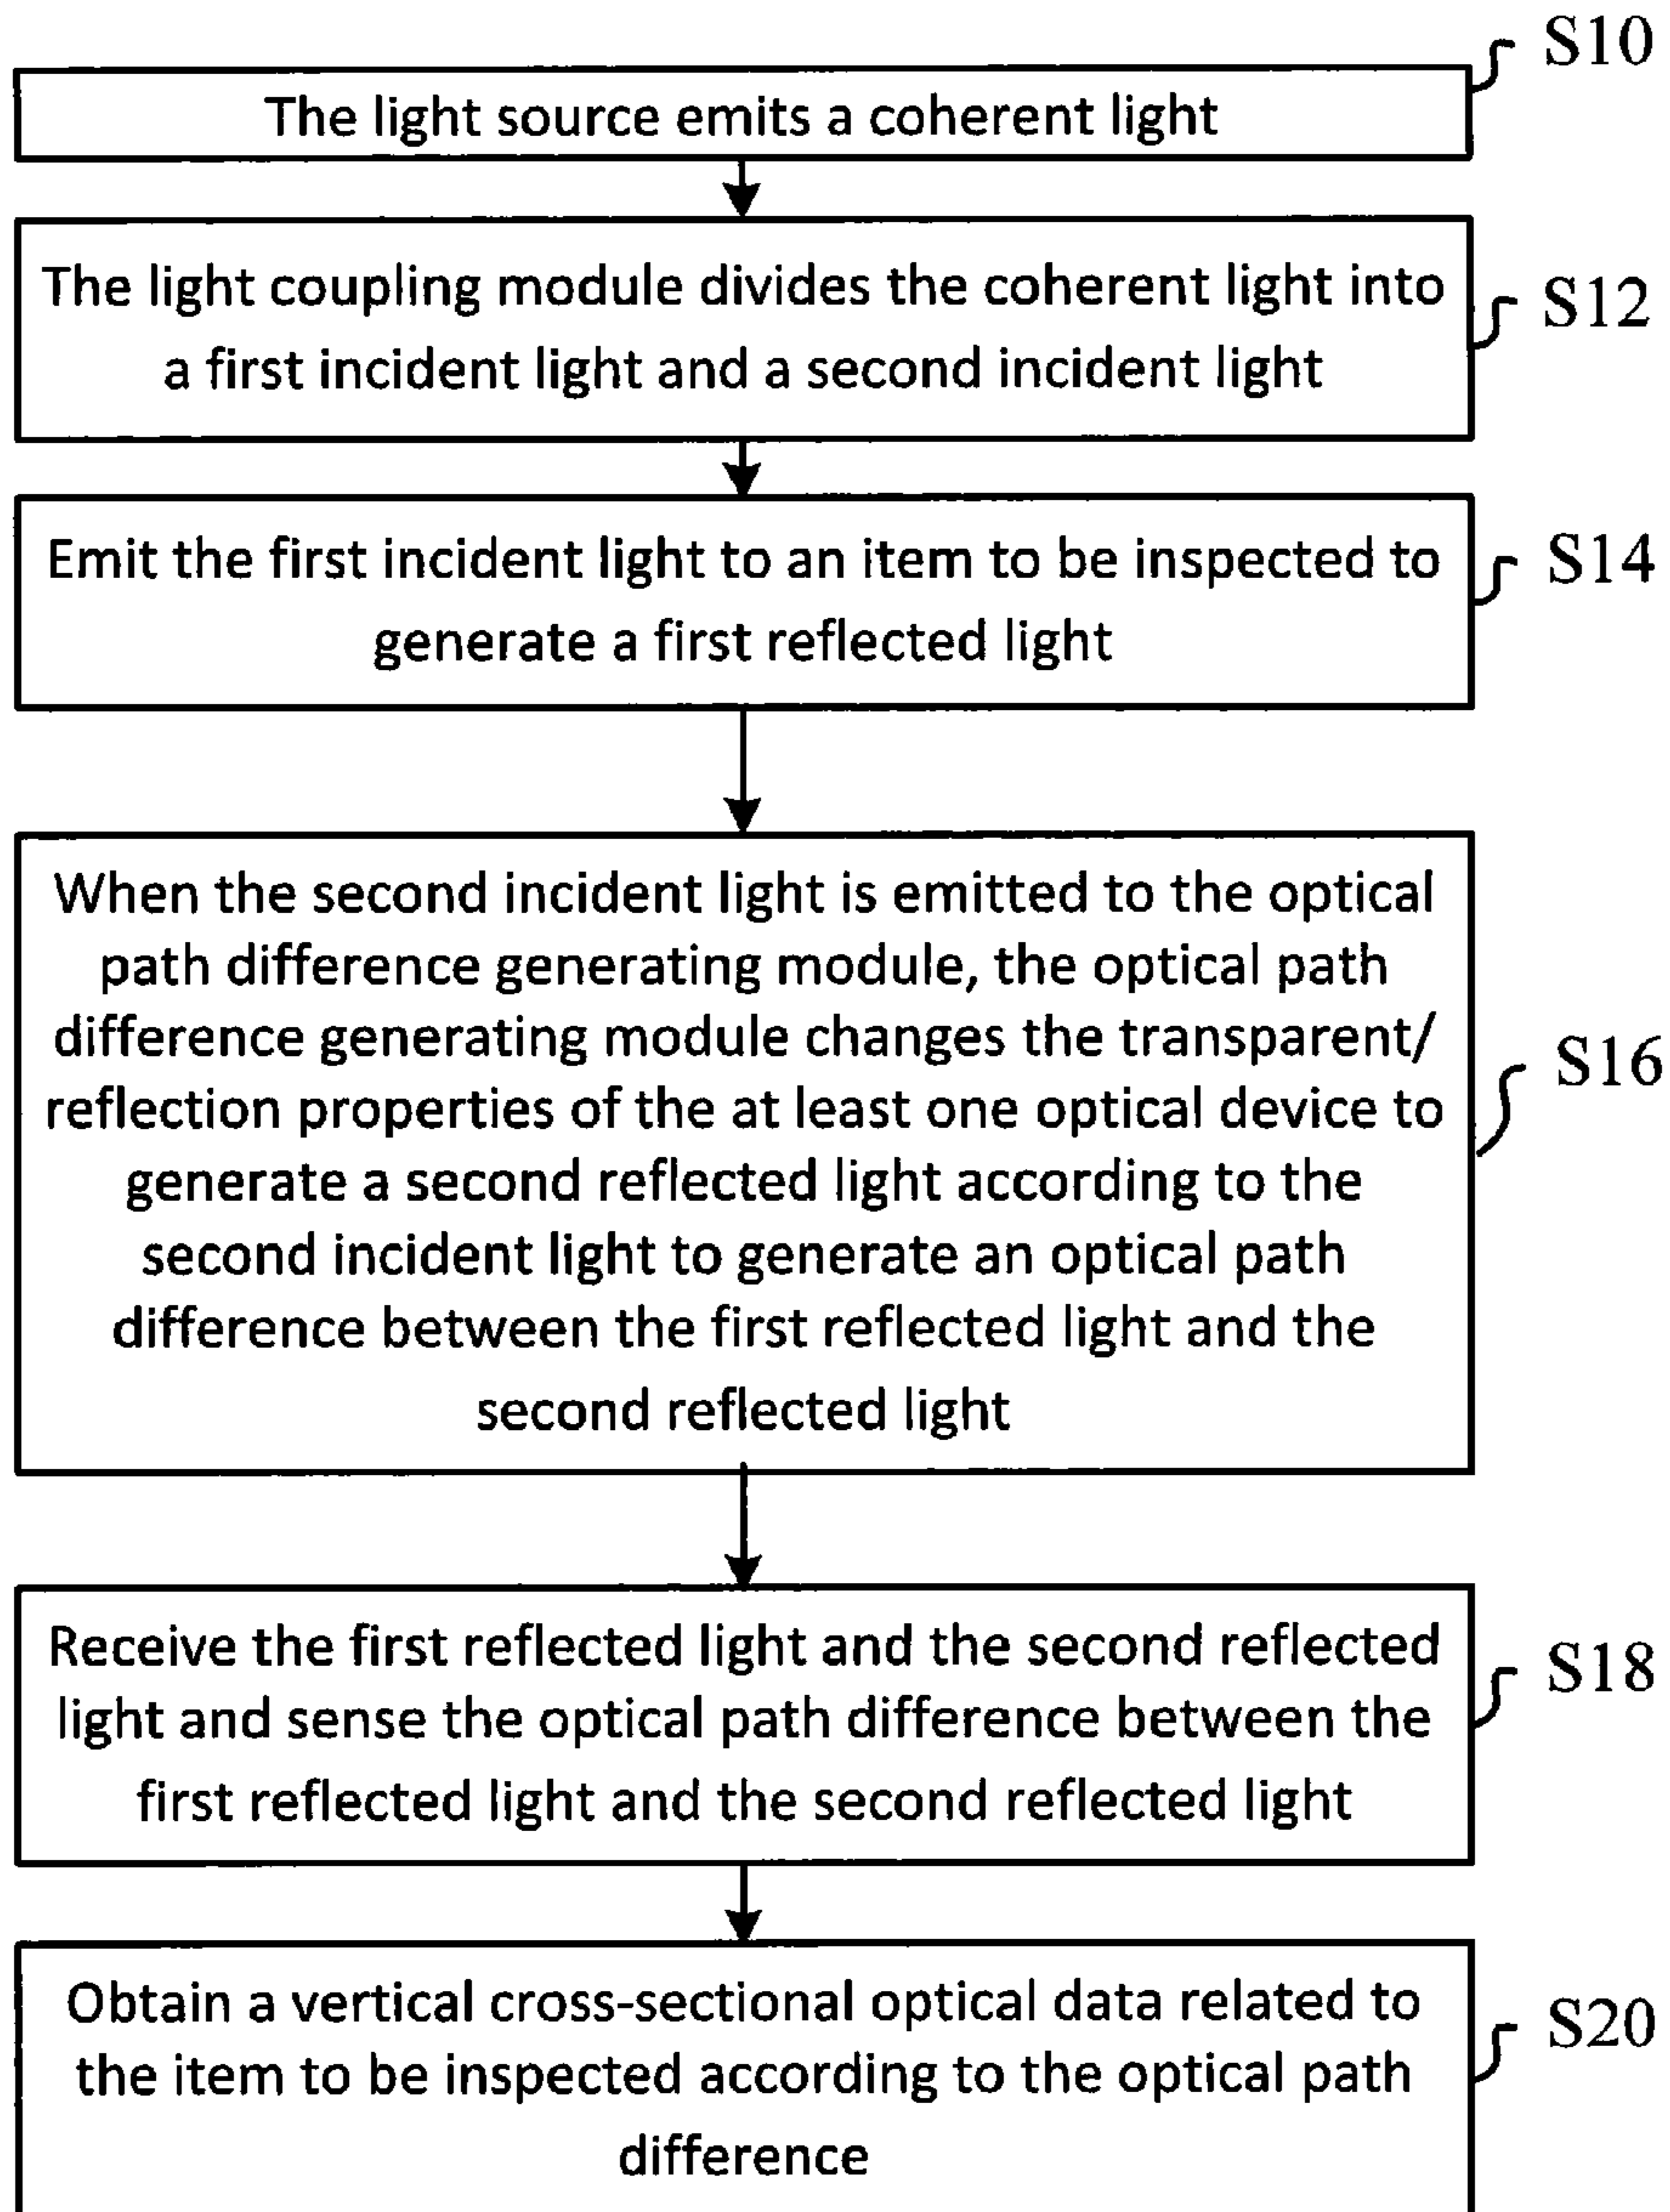 S10
The light source emits a coherent light
The light coupling module divides the coherent light into
a first incident light and a second incident light
S12
Emit the first incident light to an item to be inspected to
generate a first reflected light
S14
When the second incident light is emitted to the optical
path difference generating module, the optical path
difference generating module changes the transparent/
reflection properties of the at least one optical device to
generate a second reflected light according to the
second incident light to generate an optical path
difference between the first reflected light and the
second reflected light
S16
Receive the first reflected light and the second reflected
light and sense the optical path difference between the
first reflected light and the second reflected light
S18
Obtain a vertical cross-sectional optical data related to
the item to be inspected according to the optical path
difference
S20